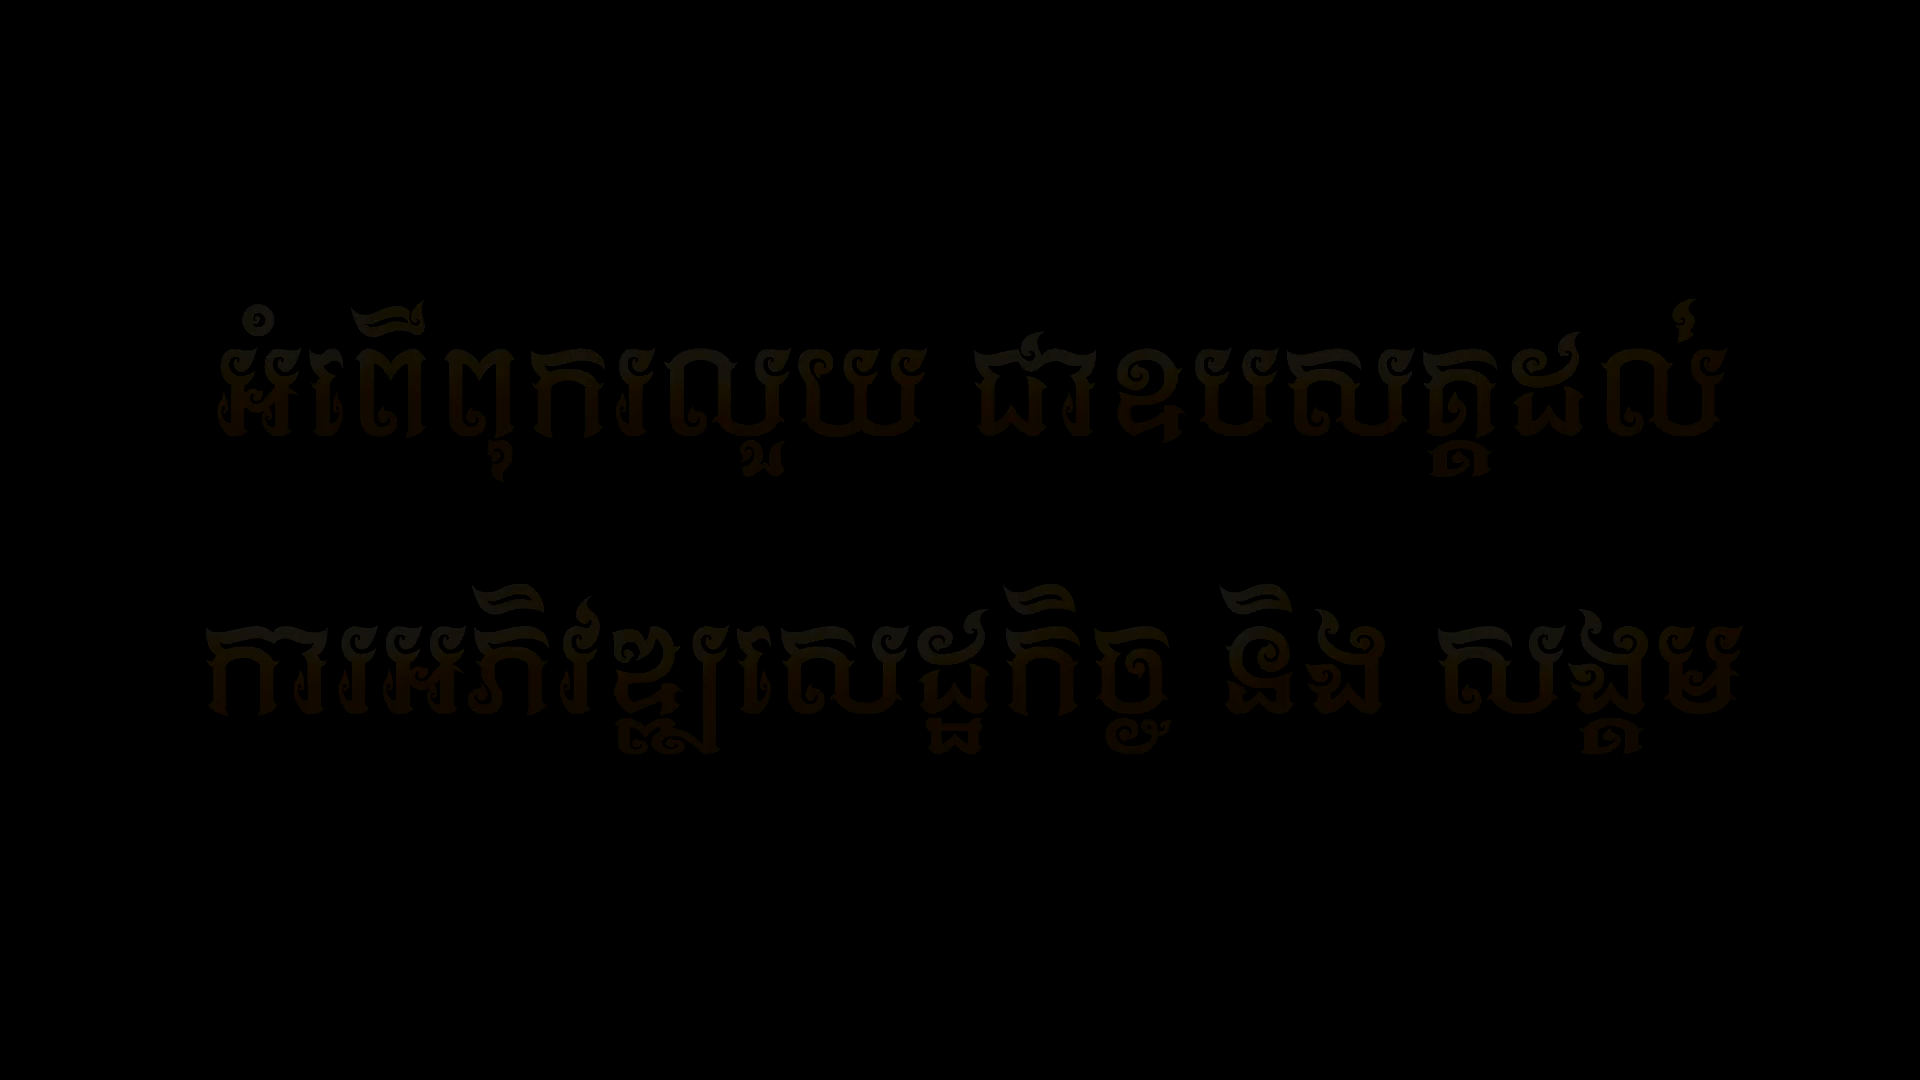 អំពើពុករលួយ ជាឧបសគ្គដល់
ការអភិវឌ្ឍរសេដ្ឋកិច្ច និង សង្គម